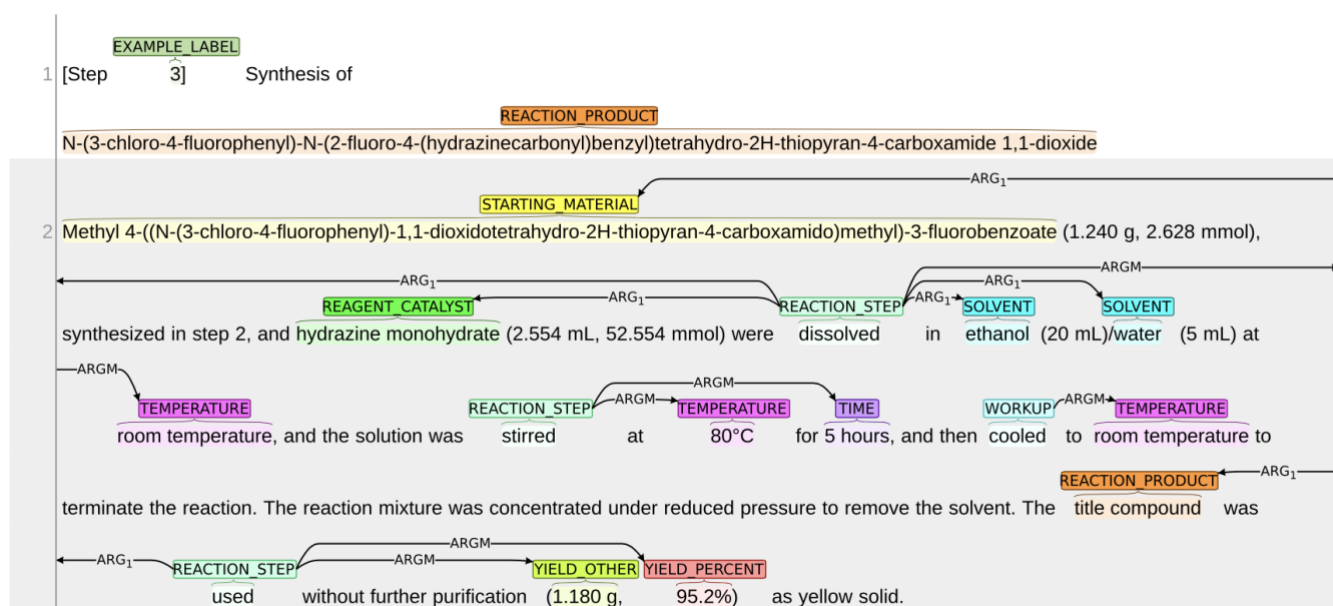 EXAMPLE_LABEL
1 [Step 3] Synthesis of
REACTION_PRODUCT
N-(3-chloro-4-fluorophenyl)-N-(2-fluoro-4-(hydrazinecarbonyl)benzyl)tetrahydro-2H-thiopyran-4-carboxamide 1,1-dioxide
ARG1
STARTING_MATERIAL
2 Methyl 4-((N-(3-chloro-4-fluorophenyl)-1,1-dioxidotetrahydro-2H-thiopyran-4-carboxamido)methyl)-3-fluorobenzoate (1.240 g, 2.628 mmol),
ARGM
ARG1 ARG1
REAGENT_CATALYST ARG1 REACTION_STEP ARG1 SOLVENT SOLVENT
synthesized in step 2, and hydrazine monohydrate (2.554 mL, 52.554 mmol) were dissolved in ethanol (20 mL)/water (5 mL) at
ARGM ARGM
TEMPERATURE REACTION_STEP ARGM TEMPERATURE TIME WORKUP ARGM TEMPERATURE
room temperature, and the solution was stirred at 80°C for 5 hours, and then cooled to room temperature to
REACTION_PRODUCT ARG1
terminate the reaction. The reaction mixture was concentrated under reduced pressure to remove the solvent. The title compound was
ARGM
ARG1 REACTION_STEP ARGM YIELD_OTHER YIELD_PERCENT
used without further purification (1.180 g, 95.2%) as yellow solid.